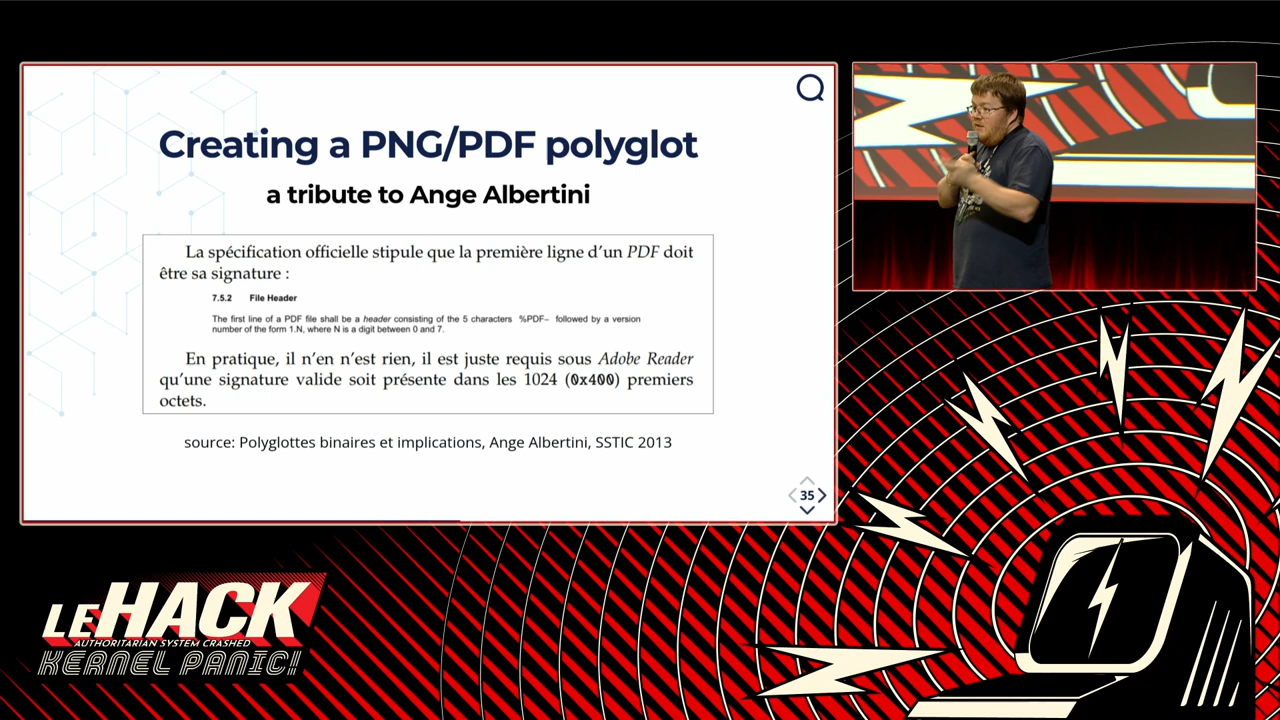 Creating a PNG/PDF polyglot
a tribute to Ange Albertini
La spécification officielle stipule que la première ligne d'un PDF doit
être sa signature :
7.5.2 File Header
The first line of a PDF file shall be a header consisting of the 5 characters %PDF– followed by a version
number of the form 1.N, where N is a digit between 0 and 7.
En pratique, il n'en n'est rien, il est juste requis sous Adobe Reader
qu'une signature valide soit présente dans les 1024 (0x400) premiers
octets.
source: Polyglottes binaires et implications, Ange Albertini, SSTIC 2013
35
LEHACK
AUTHORITARIAN SYSTEM CRASHED
KERNEL PANIC!